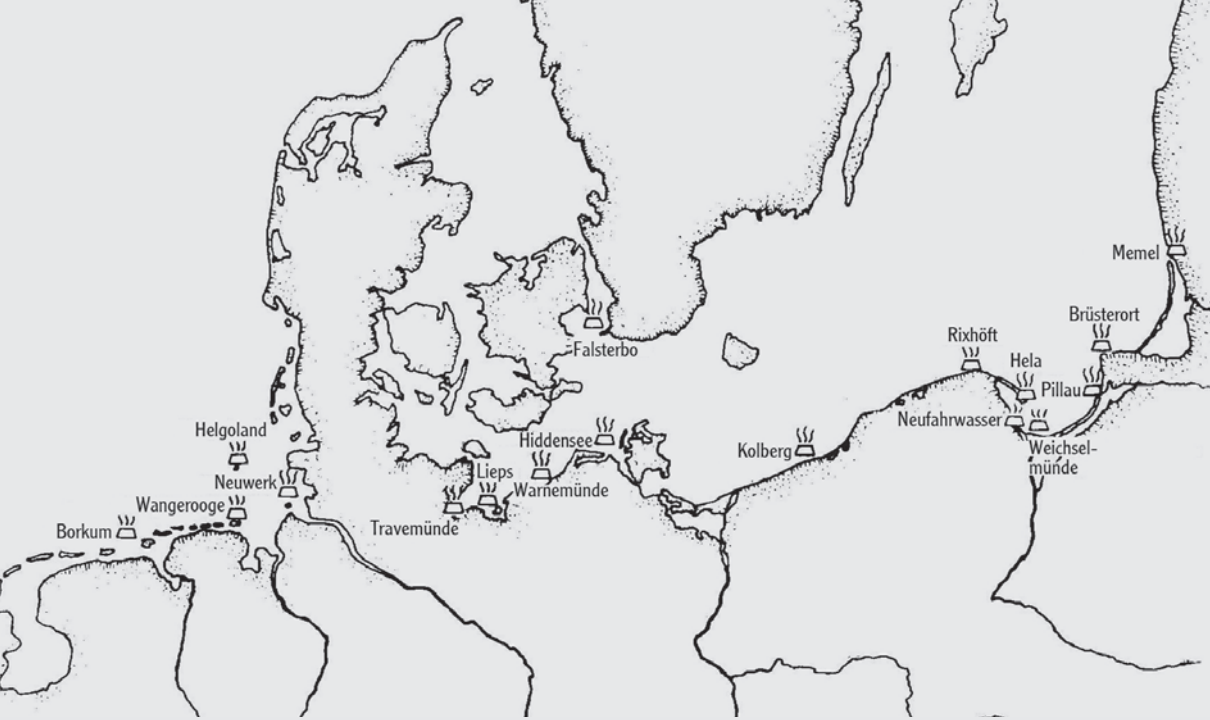 Memel
Brüsterort
Rixhöft
Falsterbo
Hela
Pillau
Neufahrwasser
Helgoland
Hiddensee
Kolberg
Weichsel-
münde
Lieps
Neuwerk
Warnemünde
Wangerooge
Travemünde
Borkum